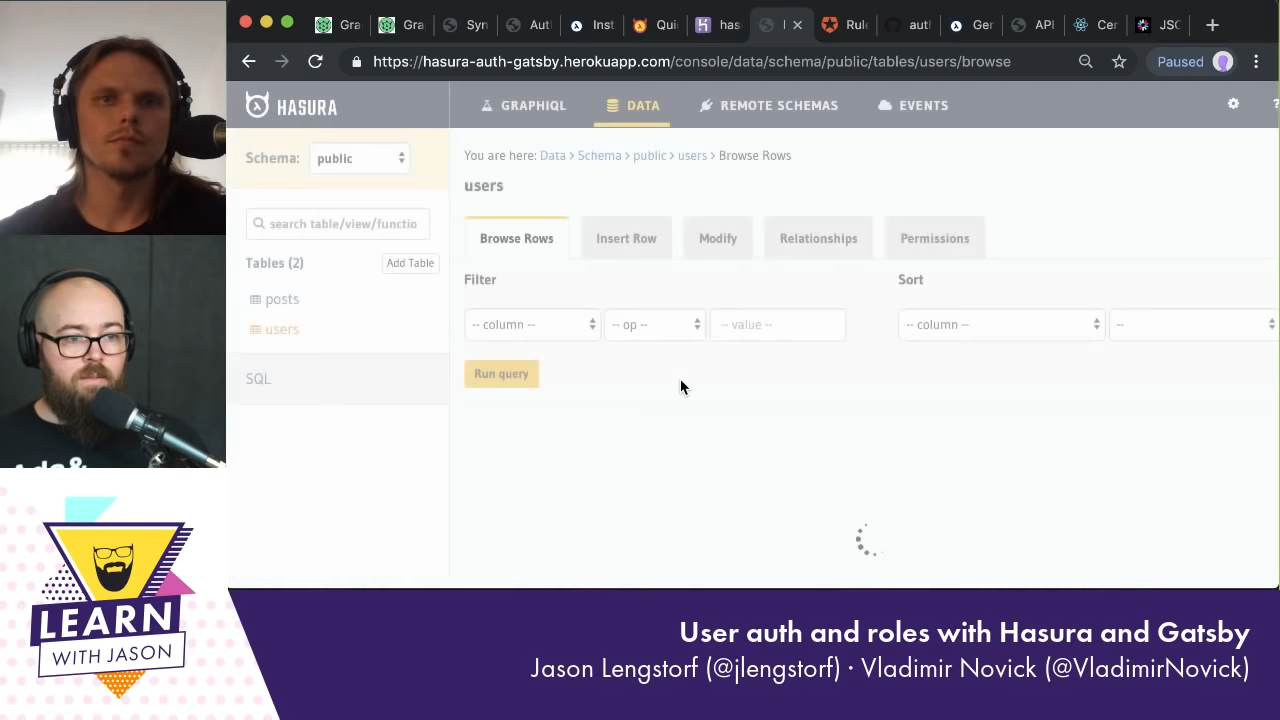 Gra
Gra
Syn
Aut
Inst
Qui
has
Rule
aut
Ger
API
Cer
JSC
https://hasura-auth-gatsby.herokuapp.com/console/data/schema/public/tables/users/browse
Paused
HASURA
GRAPHIQL
DATA
REMOTE SCHEMAS
EVENTS
Schema:
public
You are here: Data > Schema > public > users > Browse Rows
users
search table/view/functio
Browse Rows
Insert Row
Modify
Relationships
Permissions
Tables (2)
Add Table
Filter
Sort
posts
users
-- column --
-- op --
-- value --
-- column --
--
SQL
Run query
LEARN
WITH JASON
User auth and roles with Hasura and Gatsby
Jason Lengstorf (@jlengstorf) · Vladimir Novick (@VladimirNovick)